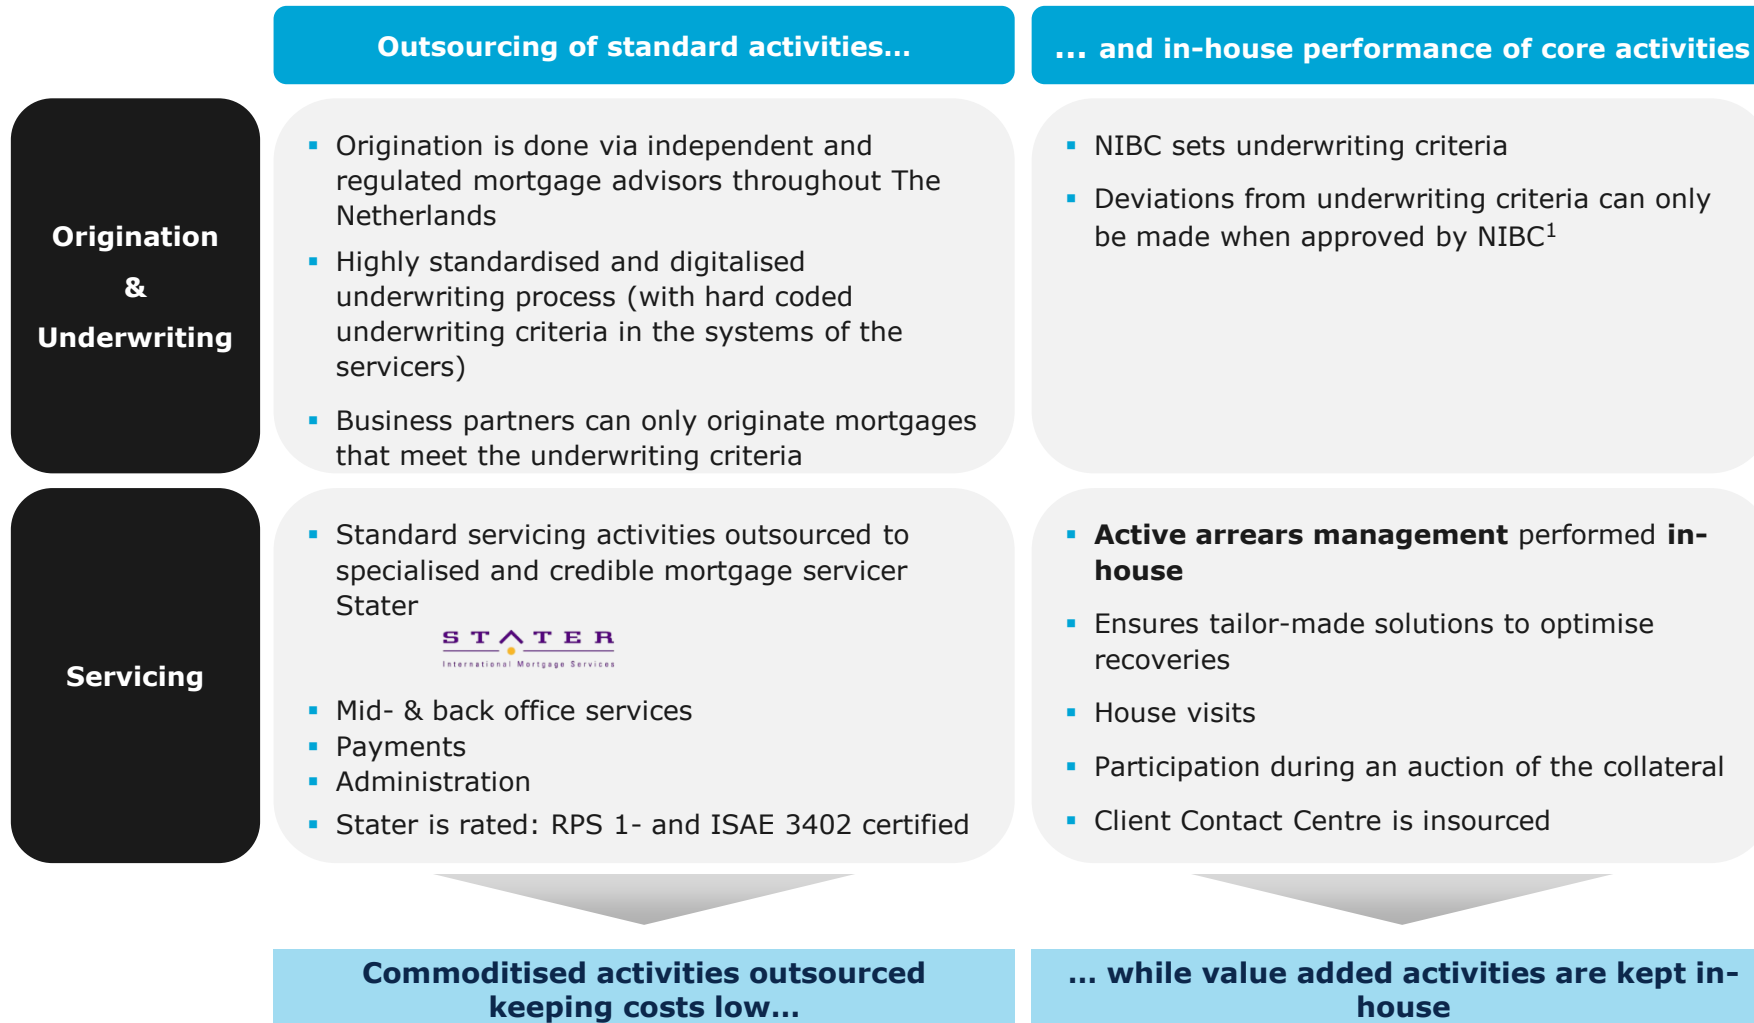 Outsourcing of standard activities...
... and in-house performance of core activities
Origination
&
Underwriting
▪ Origination is done via independent and
regulated mortgage advisors throughout The
Netherlands
▪ Highly standardised and digitalised
underwriting process (with hard coded
underwriting criteria in the systems of the
servicers)
▪ Business partners can only originate mortgages
that meet the underwriting criteria
▪ NIBC sets underwriting criteria
▪ Deviations from underwriting criteria can only
be made when approved by NIBC¹
Servicing
▪ Standard servicing activities outsourced to
specialised and credible mortgage servicer
Stater
STATER
International Mortgage Services
▪ Mid- & back office services
▪ Payments
▪ Administration
▪ Stater is rated: RPS 1- and ISAE 3402 certified
▪ Active arrears management performed in-
house
▪ Ensures tailor-made solutions to optimise
recoveries
▪ House visits
▪ Participation during an auction of the collateral
▪ Client Contact Centre is insourced
Commoditised activities outsourced
keeping costs low...
... while value added activities are kept in-
house